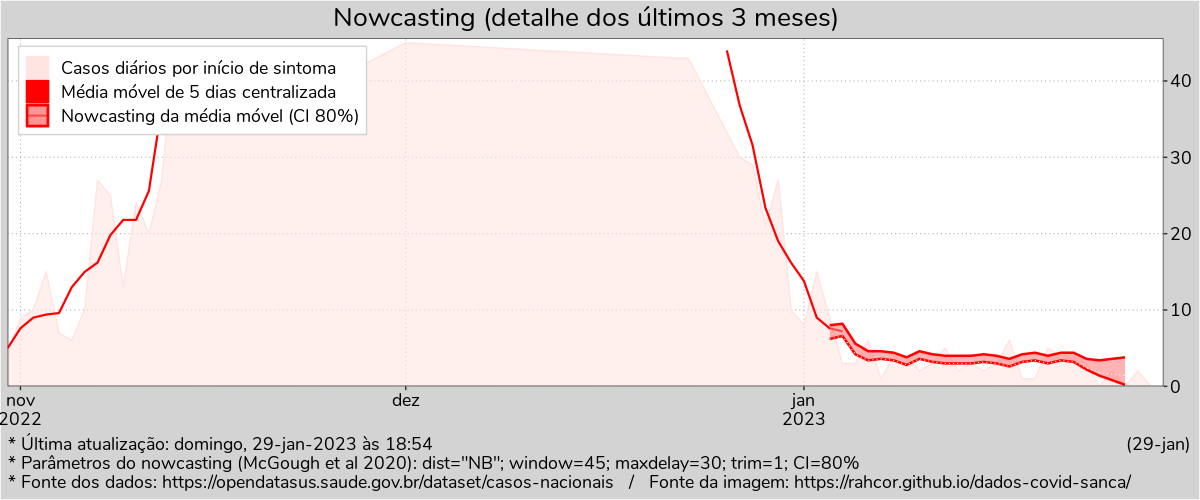 Nowcasting (detalhe dos últimos 3 meses)
Casos diários por início de sintoma
Média móvel de 5 dias centralizada
Nowcasting da média móvel (CI 80%)
40
30
20
10
0
nov
2022
dez
jan
2023
* Última atualização: domingo, 29-jan-2023 às 18:54
(29-jan)
* Parâmetros do nowcasting (McGough et al 2020): dist="NB"; window=45; maxdelay=30; trim=1; CI=80%
* Fonte dos dados: https://opendatasus.saude.gov.br/dataset/casos-nacionais / Fonte da imagem: https://rahcor.github.io/dados-covid-sanca/